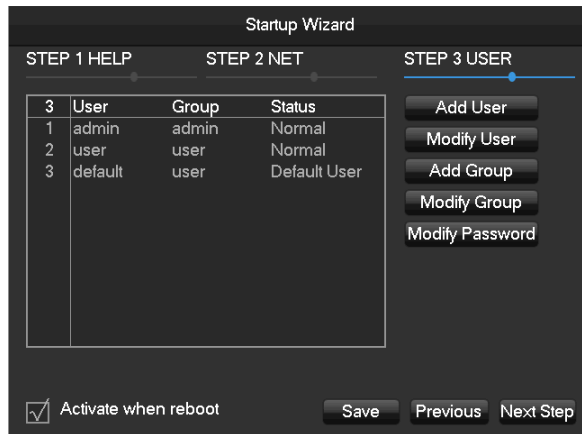 Startup Wizard
STEP 1 HELP STEP 2 NET STEP 3 USER
3 User Group Status
1 admin admin Normal
2 user user Normal
3 default user Default User
Add User
Modify User
Add Group
Modify Group
Modify Password
Activate when reboot Save Previous Next Step